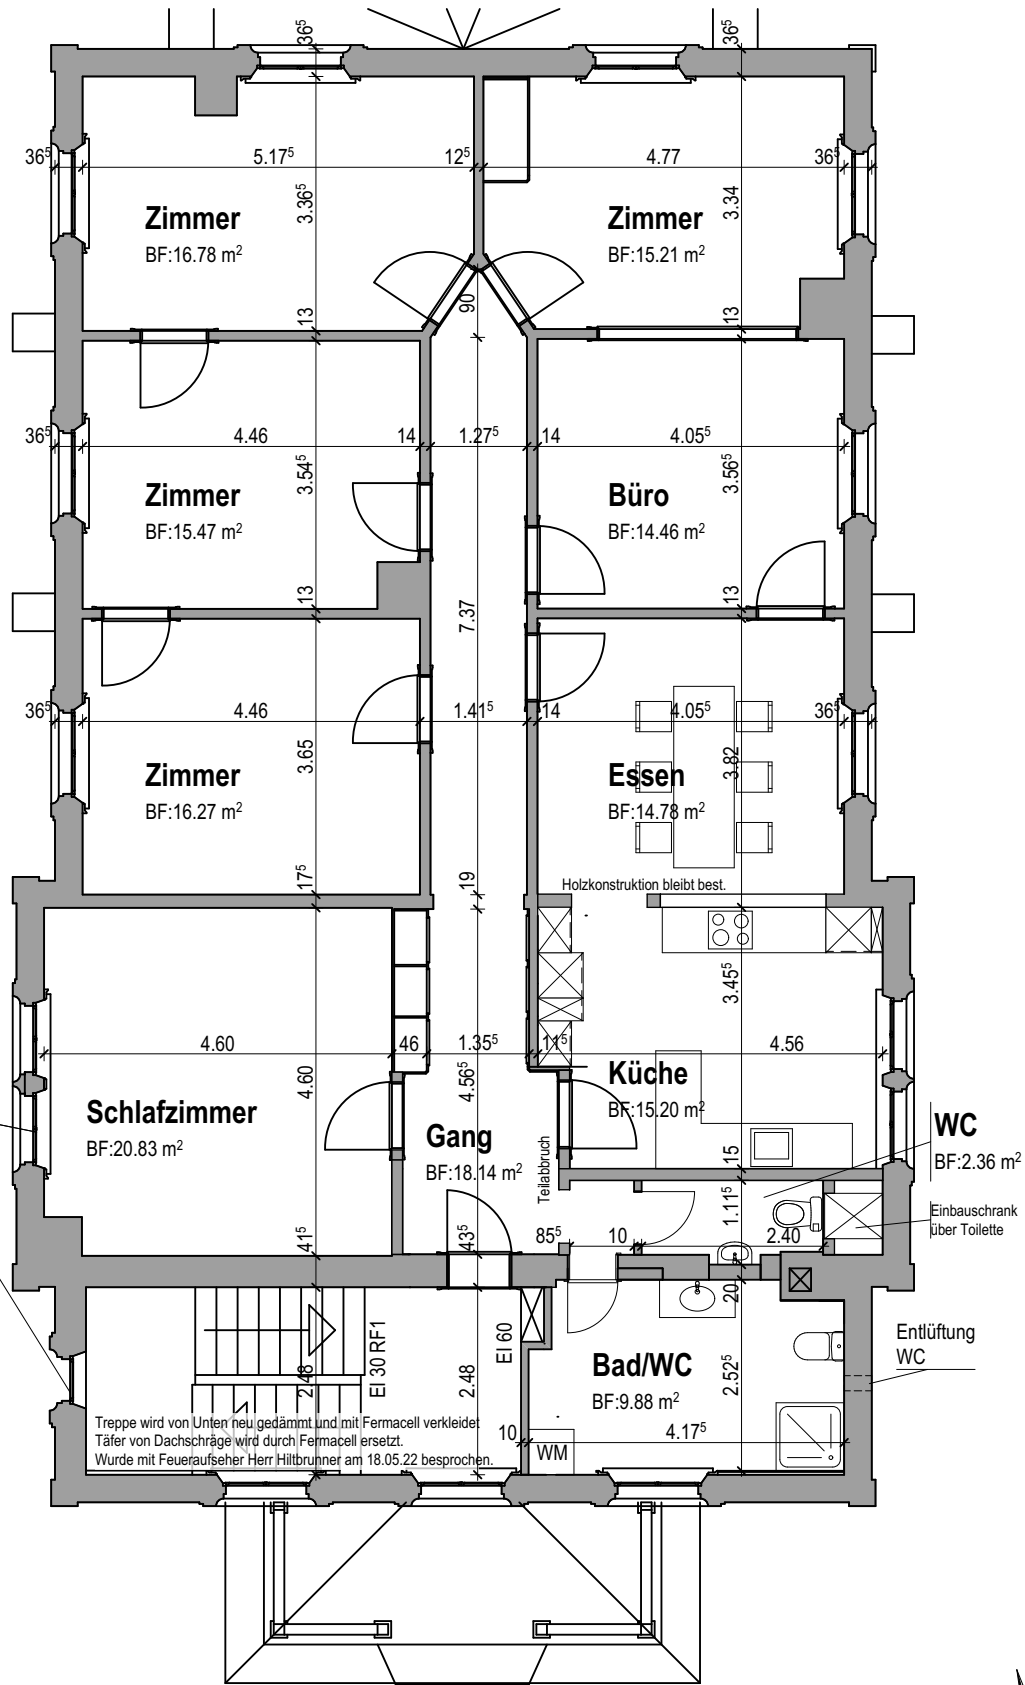 36⁵
36⁵
36⁵
5.17⁵
12⁵
4.77
36⁵
3.36⁵
3.34
Zimmer
BF:16.78 m²
Zimmer
BF:15.21 m²
90
13
13
36⁵
4.46
14
1.27⁵
14
4.05⁵
3.54⁵
3.56⁵
Zimmer
BF:15.47 m²
Büro
BF:14.46 m²
13
7.37
13
36⁵
4.46
1.41⁵
14
4.05⁵
36⁵
3.65
3.82
Zimmer
BF:16.27 m²
Essen
BF:14.78 m²
17⁵
19
Holzkonstruktion bleibt best.
3.45⁵
4.60
46
1.35⁵
11⁵
4.56
4.60
4.56⁵
Küche
BF:15.20 m²
Schlafzimmer
BF:20.83 m²
Gang
BF:18.14 m²
WC
BF:2.36 m²
Teilabbruch
15
1.11⁵
Einbauschrank
über Toilette
41⁵
43⁵
85⁵
10
2.40
20
EI 30 RF1
EI 60
2.48
2.48
2.52⁵
Entlüftung
WC
Bad/WC
BF:9.88 m²
Treppe wird von Unten neu gedämmt und mit Fermacell verkleidet
Täfer von Dachschräge wird durch Fermacell ersetzt.
Wurde mit Feueraufseher Herr Hiltbrunner am 18.05.22 besprochen.
10
4.17⁵
WM